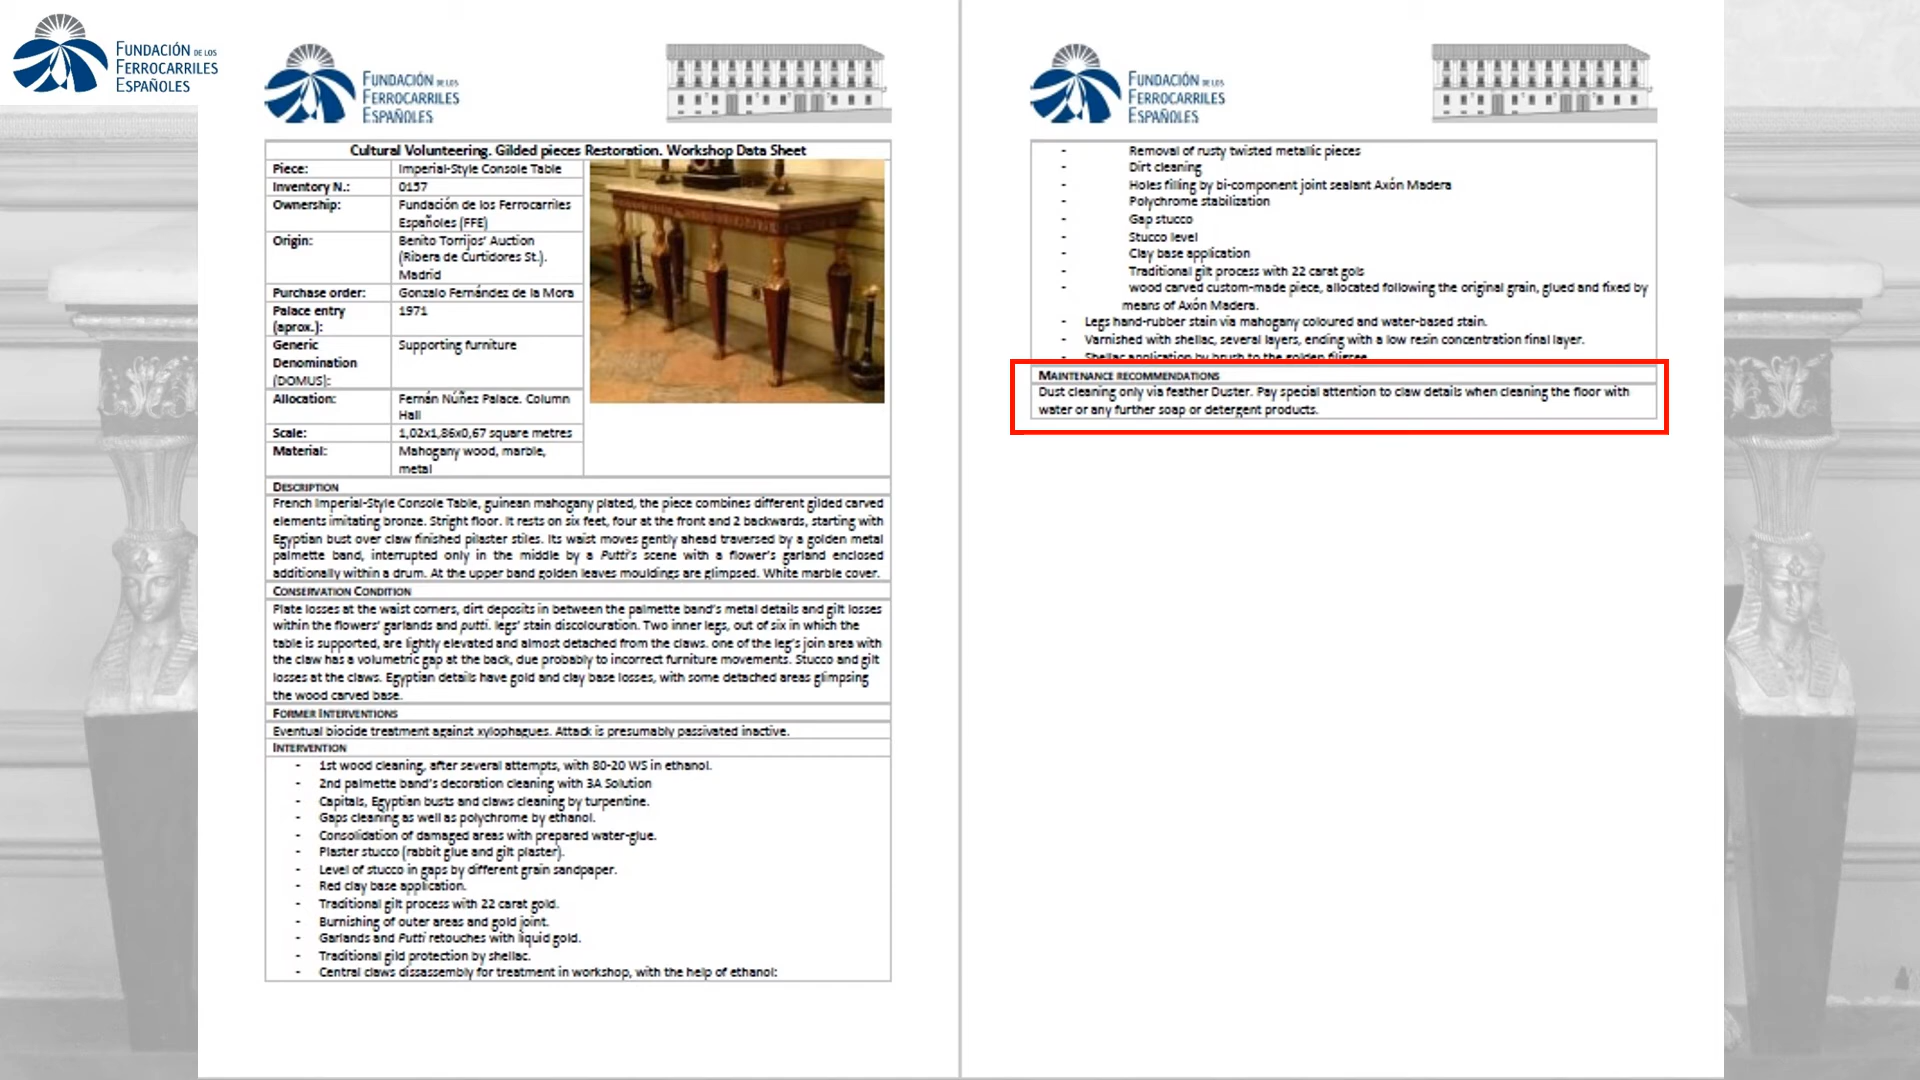 FUNDACIÓN DE LOS
FERROCARRILES
ESPAÑOLES
FUNDACIÓN DE LOS
FERROCARRILES
ESPAÑOLES
Cultural Volunteering. Gilded pieces Restoration. Workshop Data Sheet
Piece: Imperial-Style Console Table
Inventory N.: 0157
Ownership: Fundación de los Ferrocarriles
Españoles (FFE)
Origin: Benito Torrijos' Auction
(Ribera de Curtidores St.).
Madrid
Purchase order: Gonzalo Fernández de la Mora
Palace entry 1971
(aprox.):
Generic Supporting furniture
Denomination
(DOMUS):
Allocation: Fernán Núñez Palace. Column
Hall
Scale: 1,02x1,86x0,67 square metres
Material: Mahogany wood, marble,
metal
DESCRIPTION
French Imperial-Style Console Table, guinean mahogany plated, the piece combines different gilded carved
elements imitating bronze. Stright floor. It rests on six feet, four at the front and 2 backwards, starting with
Egyptian bust over claw finished pilaster stiles. Its waist moves gently ahead traversed by a golden metal
palmette band, interrupted only in the middle by a Putti's scene with a flower's garland enclosed
additionally within a drum. At the upper band golden leaves mouldings are glimpsed. White marble cover.
CONSERVATION CONDITION
Plate losses at the waist corners, dirt deposits in between the palmette band's metal details and gilt losses
within the flowers' garlands and putti. legs' stain discolouration. Two inner legs, out of six in which the
table is supported, are lightly elevated and almost detached from the claws. one of the leg's join area with
the claw has a volumetric gap at the back, due probably to incorrect furniture movements. Stucco and gilt
losses at the claws. Egyptian details have gold and clay base losses, with some detached areas glimpsing
the wood carved base.
FORMER INTERVENTIONS
Eventual biocide treatment against xylophagues. Attack is presumably passivated inactive.
INTERVENTION
- 1st wood cleaning, after several attempts, with 80-20 WS in ethanol.
- 2nd palmette band's decoration cleaning with 3A Solution
- Capitals, Egyptian busts and claws cleaning by turpentine.
- Gaps cleaning as well as polychrome by ethanol.
- Consolidation of damaged areas with prepared water-glue.
- Plaster stucco (rabbit glue and gilt plaster).
- Level of stucco in gaps by different grain sandpaper.
- Red clay base application.
- Traditional gilt process with 22 carat gold.
- Burnishing of outer areas and gold joint.
- Garlands and Putti retouches with liquid gold.
- Traditional gild protection by shellac.
- Central claws dissassembly for treatment in workshop, with the help of ethanol:
FUNDACIÓN DE LOS
FERROCARRILES
ESPAÑOLES
- Removal of rusty twisted metallic pieces
- Dirt cleaning
- Holes filling by bi-component joint sealant Axón Madera
- Polychrome stabilization
- Gap stucco
- Stucco level
- Clay base application
- Traditional gilt process with 22 carat gols
- wood carved custom-made piece, allocated following the original grain, glued and fixed by
means of Axón Madera.
- Legs hand-rubber stain via mahogany coloured and water-based stain.
- Varnished with shellac, several layers, ending with a low resin concentration final layer.
- Shellac application by brush to the golden filigree
MAINTENANCE RECOMMENDATIONS
Dust cleaning only via feather Duster. Pay special attention to claw details when cleaning the floor with
water or any further soap or detergent products.